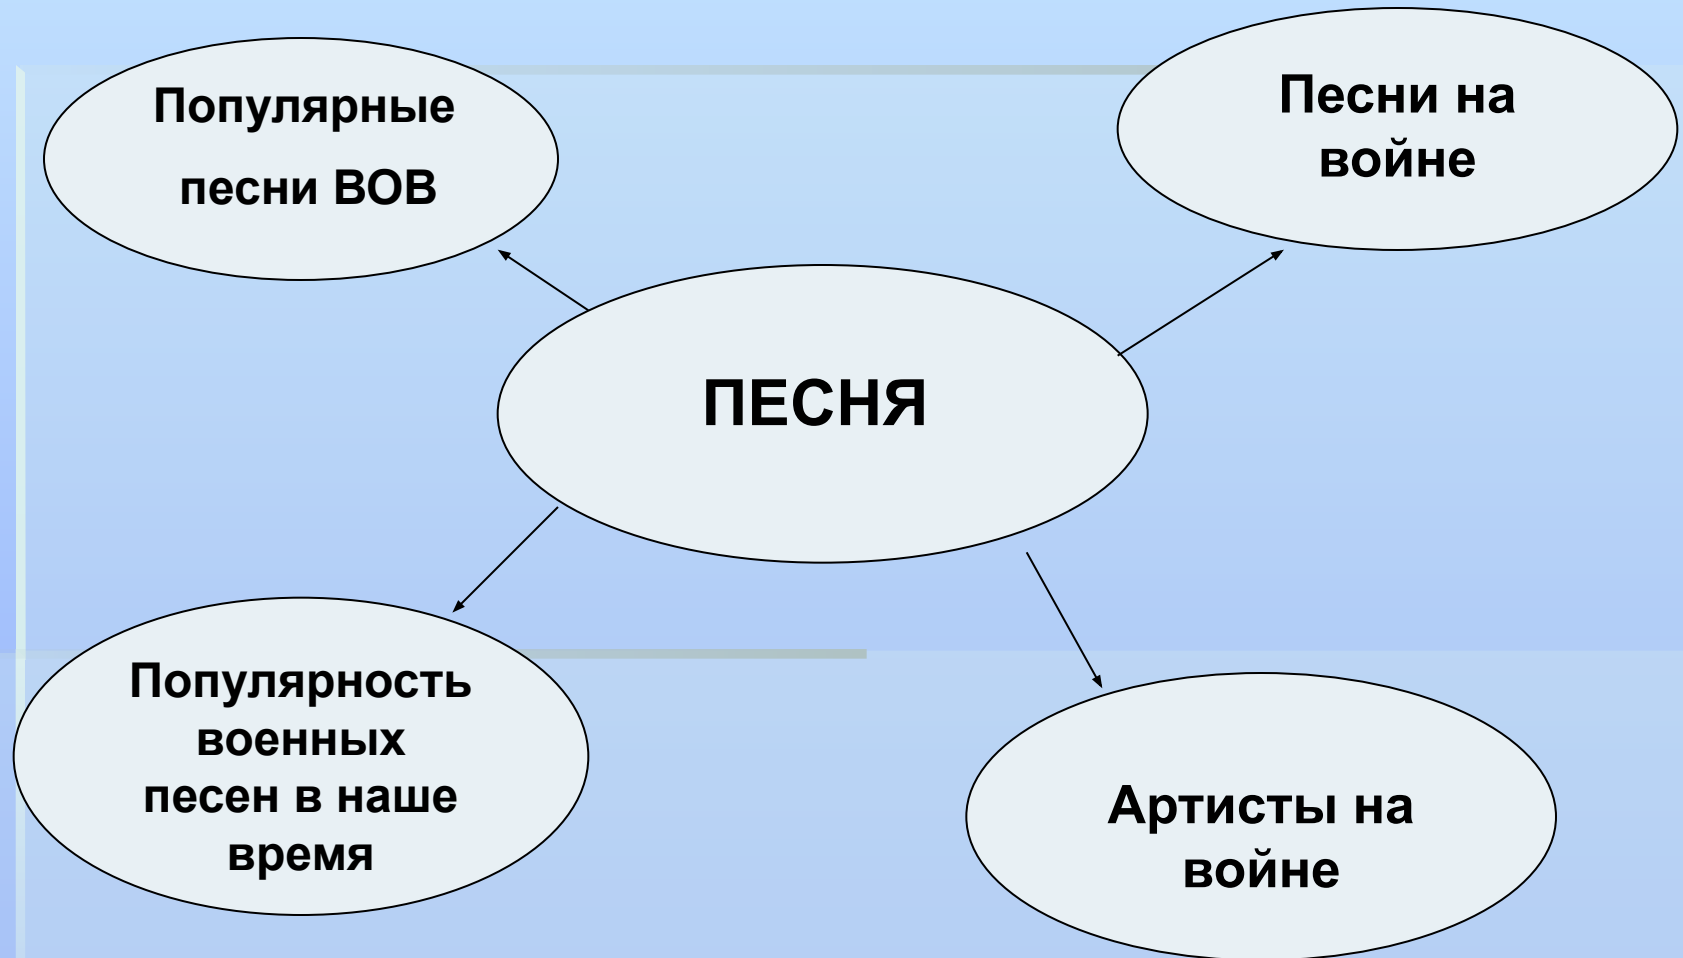 Популярные
песни ВОВ
Песни на
войне
ПЕСНЯ
Популярность
военных
песен в наше
время
Артисты на
войне